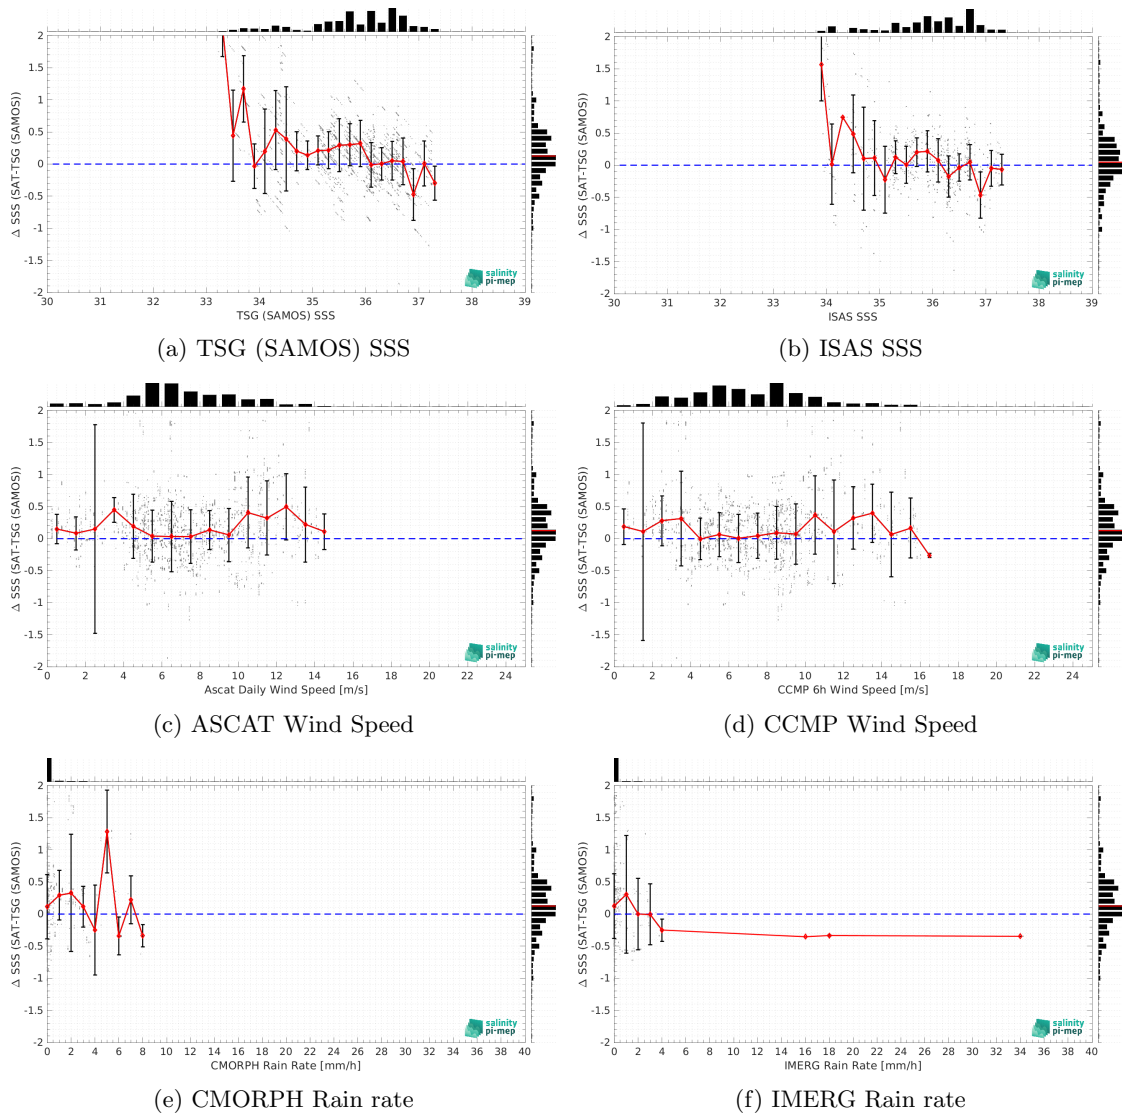 2
1.5
1
0.5
0
-0.5
-1
-1.5
-2
Δ SSS (SAT-TSG (SAMOS))
30 31 32 33 34 35 36 37 38 39
TSG (SAMOS) SSS
salinity
pi-mep
(a) TSG (SAMOS) SSS
2
1.5
1
0.5
0
-0.5
-1
-1.5
-2
Δ SSS (SAT-TSG (SAMOS)
30 31 32 33 34 35 36 37 38 39
ISAS SSS
salinity
pi-mep
(b) ISAS SSS
2
1.5
1
0.5
0
-0.5
-1
-1.5
-2
Δ SSS (SAT-TSG (SAMOS))
0 2 4 6 8 10 12 14 16 18 20 22 24
Ascat Daily Wind Speed [m/s]
salinity
pi-mep
(c) ASCAT Wind Speed
2
1.5
1
0.5
0
-0.5
-1
-1.5
-2
Δ SSS (SAT-TSG (SAMOS))
0 2 4 6 8 10 12 14 16 18 20 22 24
CCMP 6h Wind Speed [m/s]
salinity
pi-mep
(d) CCMP Wind Speed
2
1.5
1
0.5
0
-0.5
-1
-1.5
-2
Δ SSS (SAT-TSG (SAMOS))
0 2 4 6 8 10 12 14 16 18 20 22 24 26 28 30 32 34 36 38 40
CMORPH Rain Rate [mm/h]
salinity
pi-mep
(e) CMORPH Rain rate
2
1.5
1
0.5
0
-0.5
-1
-1.5
-2
Δ SSS (SAT-TSG (SAMOS))
0 2 4 6 8 10 12 14 16 18 20 22 24 26 28 30 32 34 36 38 40
IMERG Rain Rate [mm/h]
salinity
pi-mep
(f) IMERG Rain rate